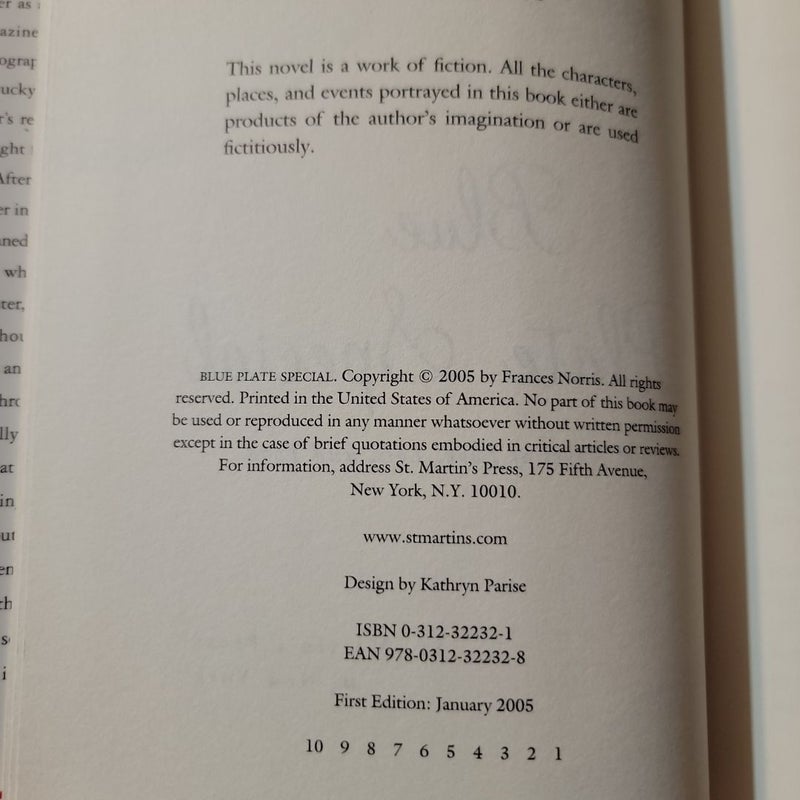 This novel is a work of fiction. All the characters,
places, and events portrayed in this book either are
products of the author's imagination or are used
fictitiously.
BLUE PLATE SPECIAL. Copyright © 2005 by Frances Norris. All rights
reserved. Printed in the United States of America. No part of this book may
be used or reproduced in any manner whatsoever without written permission
except in the case of brief quotations embodied in critical articles or reviews.
For information, address St. Martin's Press, 175 Fifth Avenue,
New York, N.Y. 10010.
www.stmartins.com
Design by Kathryn Parise
ISBN 0-312-32232-1
EAN 978-0312-32232-8
First Edition: January 2005
10 9 8 7 6 5 4 3 2 1